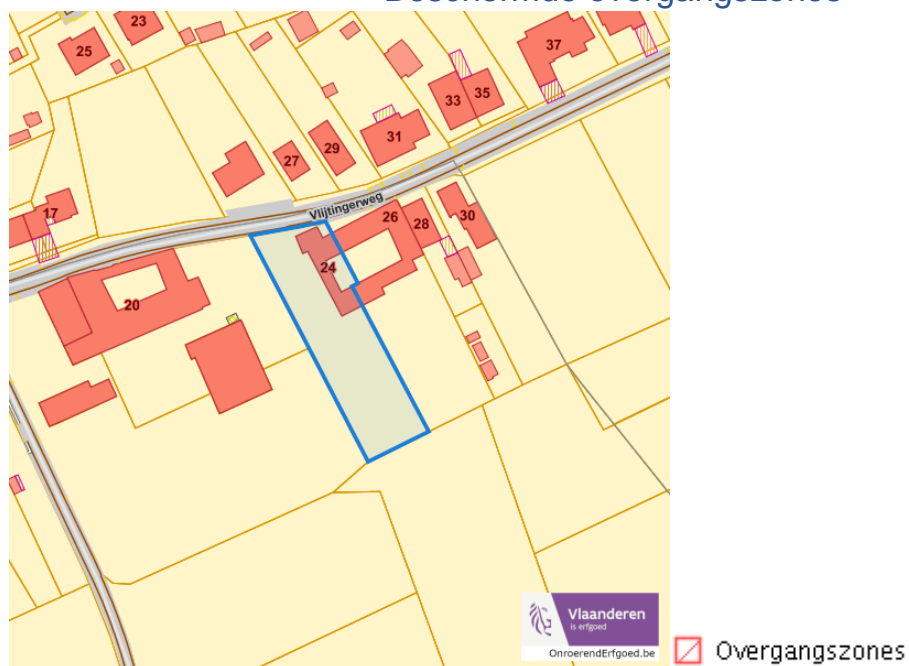 Beschermde overgangszones
23
25
37
33
35
31
29
27
Vlijtingerweg
17
26
28
30
24
20
Vlaanderen
is erfgoed
OnroerendErfgoed.be
Overgangszones